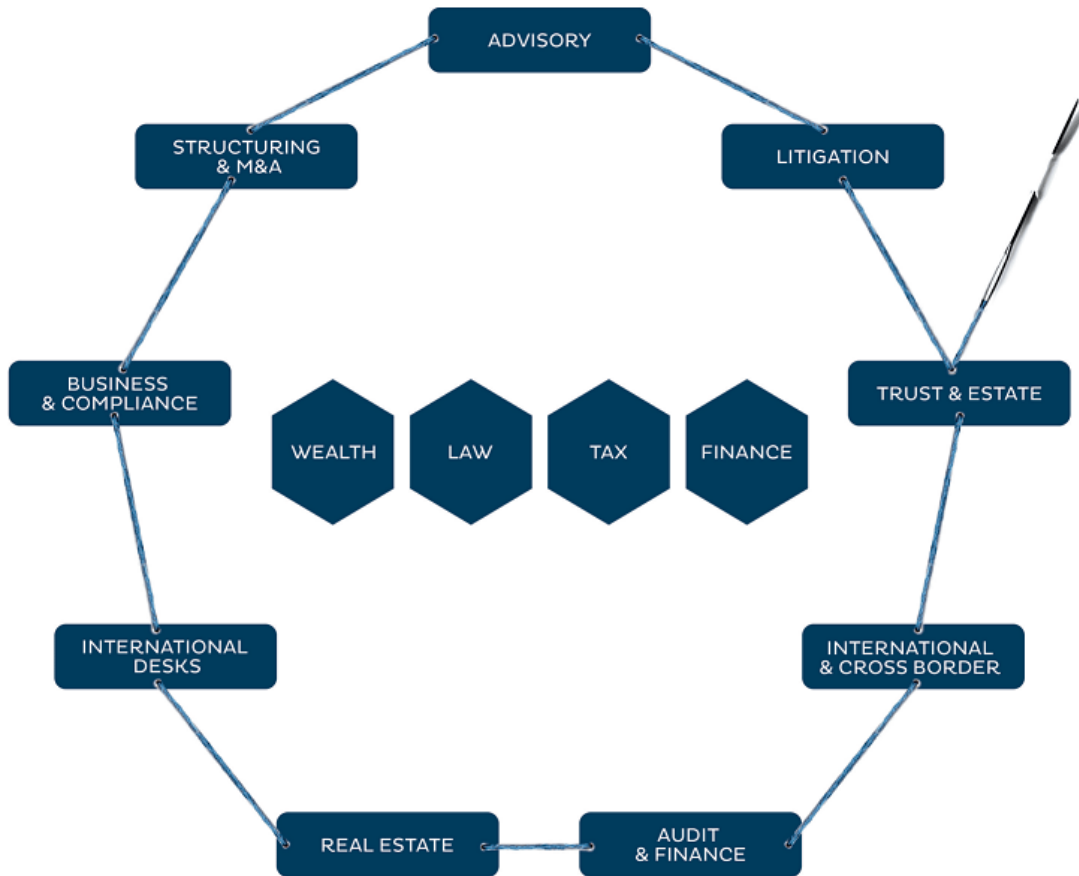 ADVISORY
STRUCTURING
& M&A
LITIGATION
BUSINESS
& COMPLIANCE
TRUST & ESTATE
WEALTH
LAW
TAX
FINANCE
INTERNATIONAL
DESKS
INTERNATIONAL
& CROSS BORDER
REAL ESTATE
AUDIT
& FINANCE